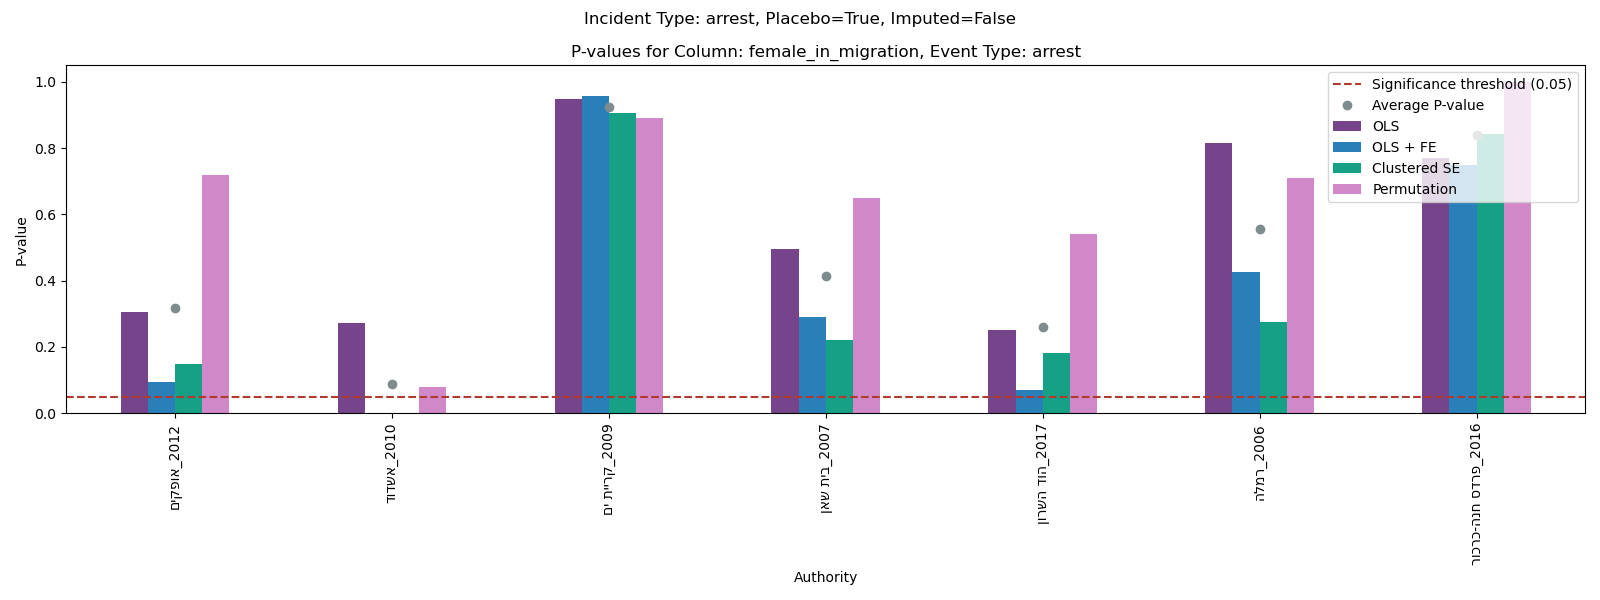 Incident Type: arrest, Placebo=True, Imputed=False
P-values for Column: female_in_migration, Event Type: arrest
Significance threshold (0.05)
Average P-value
OLS
OLS + FE
Clustered SE
Permutation
P-value
1.0
0.8
0.6
0.4
0.2
0.0
אופקים_2012
אשדוד_2010
קריית ים_2009
בית שאן_2007
הוד השרון_2017
רמלה_2006
פרדס חנה-כרכור_2016
Authority